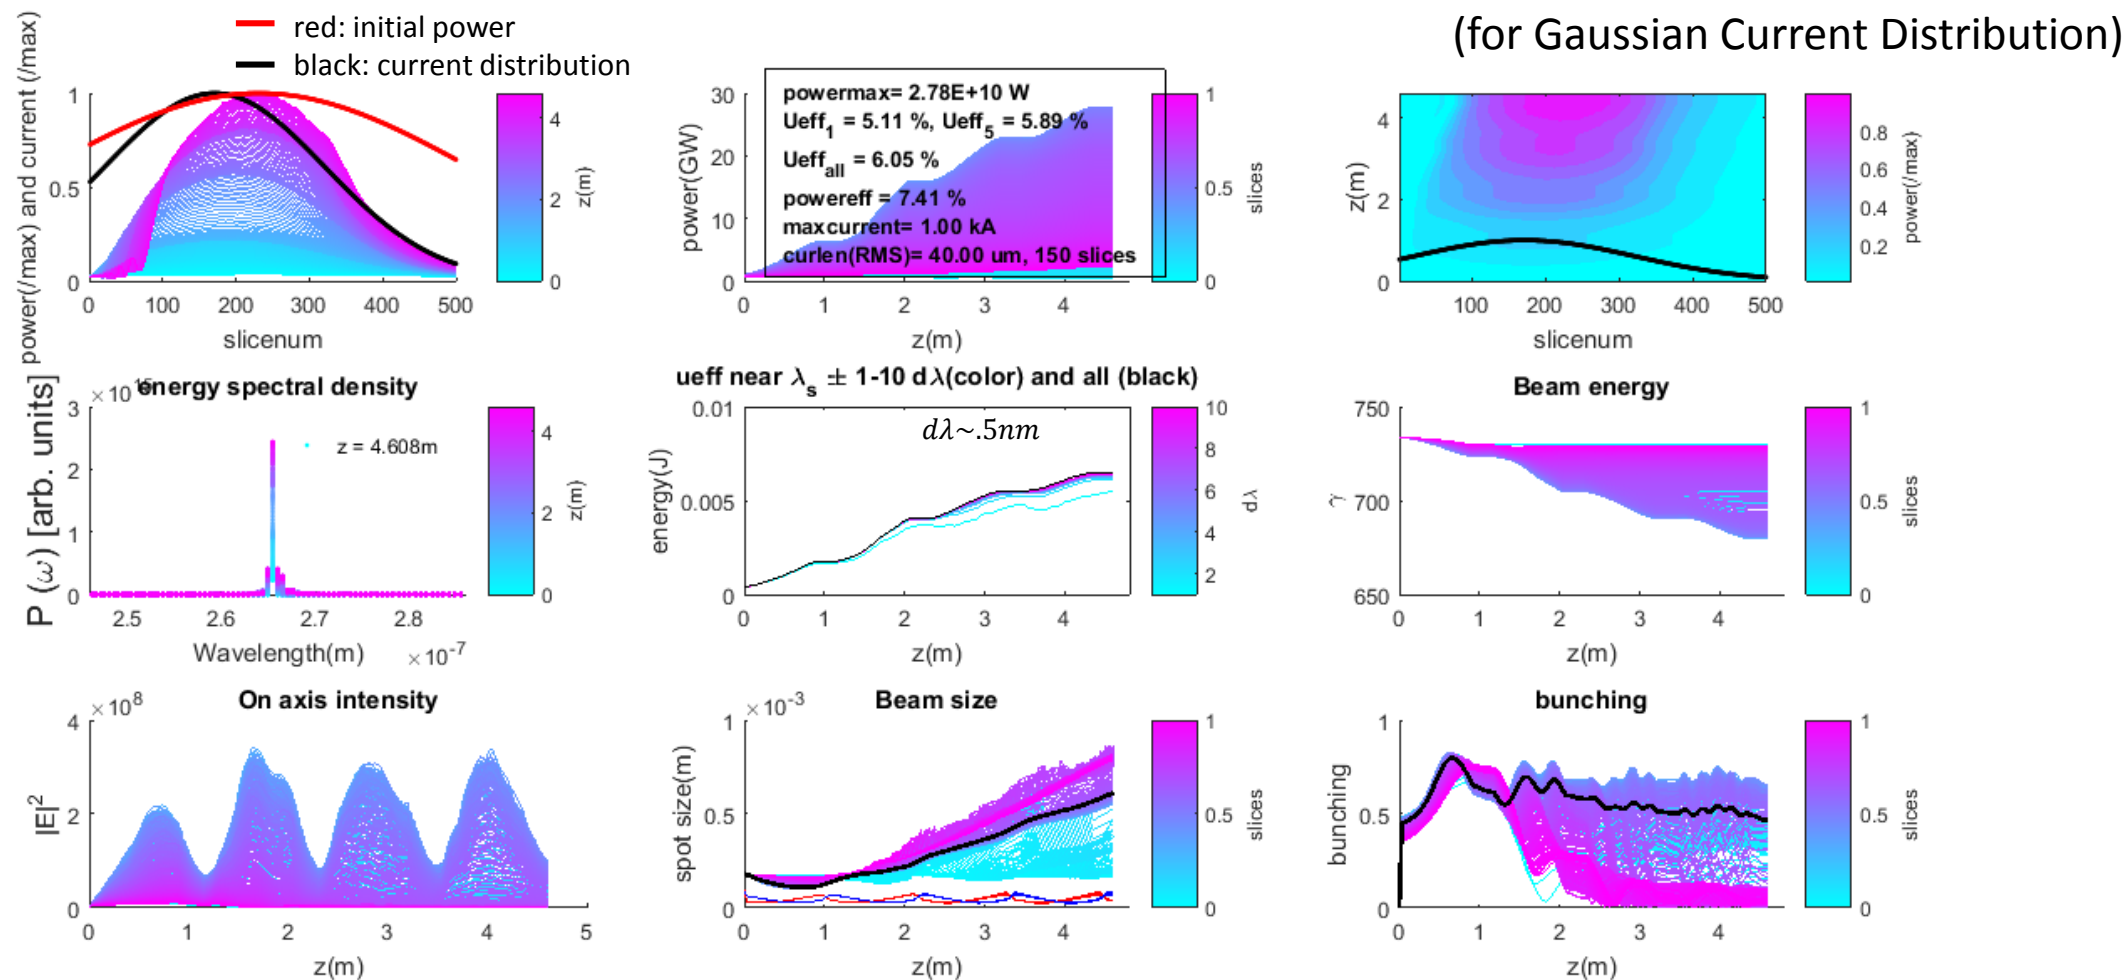 red: initial power
black: current distribution
(for Gaussian Current Distribution)
power(/max) and current (/max)
1
0.5
0
0 100 200 300 400 500
slicenum
4
2
0
z(m)
power(GW)
30
20
10
0
powermax= 2.78E+10 W
Ueff1 = 5.11 %, Ueff5 = 5.89 %
Ueffall = 6.05 %
powereff = 7.41 %
maxcurrent= 1.00 kA
curlen(RMS)= 40.00 um, 150 slices
0 1 2 3 4
z(m)
1
0.5
0
slices
z(m)
4
2
0
100 200 300 400 500
slicenum
0.8
0.6
0.4
0.2
power(/max)
×10
energy spectral density
P (ω) [arb. units]
3
2
1
0
z = 4.608m
2.5 2.6 2.7 2.8
Wavelength(m) ×10-7
4
2
0
z(m)
ueff near λs ± 1-10 dλ(color) and all (black)
dλ~.5nm
energy(J)
0.01
0.005
0
0 1 2 3 4
z(m)
10
8
6
4
2
dλ
Beam energy
γ
750
700
650
0 1 2 3 4
z(m)
1
0.5
0
slices
×10^8
On axis intensity
|E|²
4
2
0
0 1 2 3 4 5
z(m)
×10-3
Beam size
spot size(m)
1
0.5
0
0 1 2 3 4
z(m)
1
0.5
0
slices
bunching
bunching
1
0.5
0
0 1 2 3 4
z(m)
1
0.5
0
slices